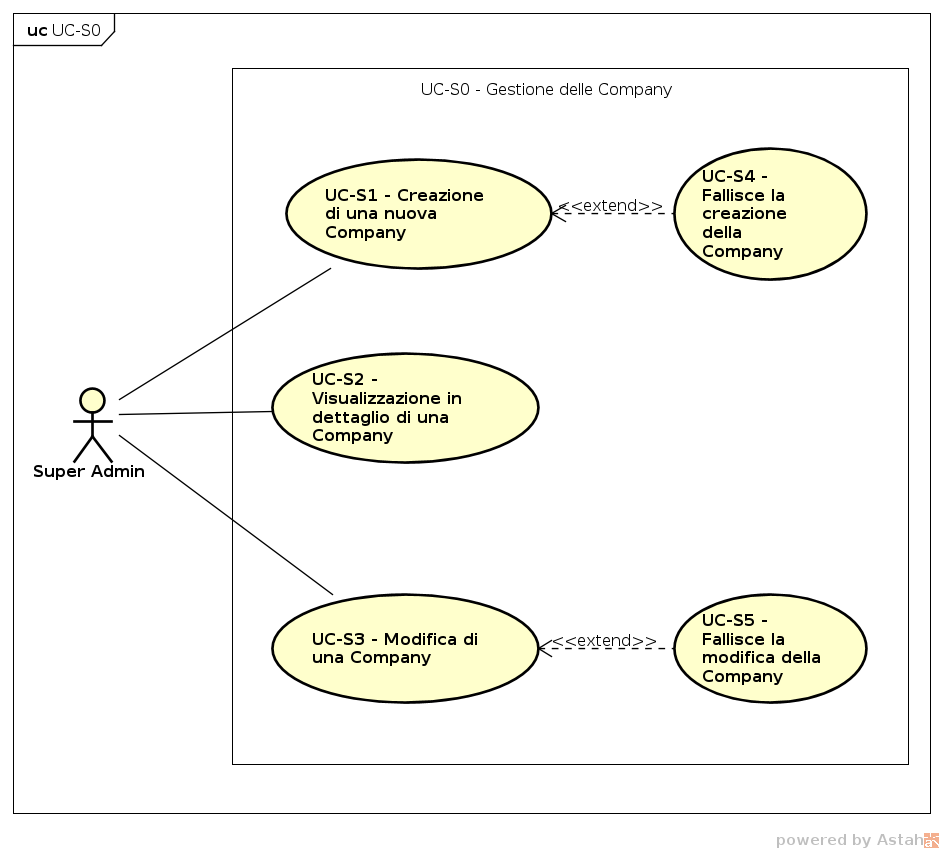 uc UC-S0
UC-S0 - Gestione delle Company
UC-S1 - Creazione
di una nuova
Company
<<extend>>
UC-S4 -
Fallisce la
creazione
della
Company
UC-S2 -
Visualizzazione in
dettaglio di una
Company
Super Admin
UC-S3 - Modifica di
una Company
<<extend>>
UC-S5 -
Fallisce la
modifica della
Company
powered by Astah